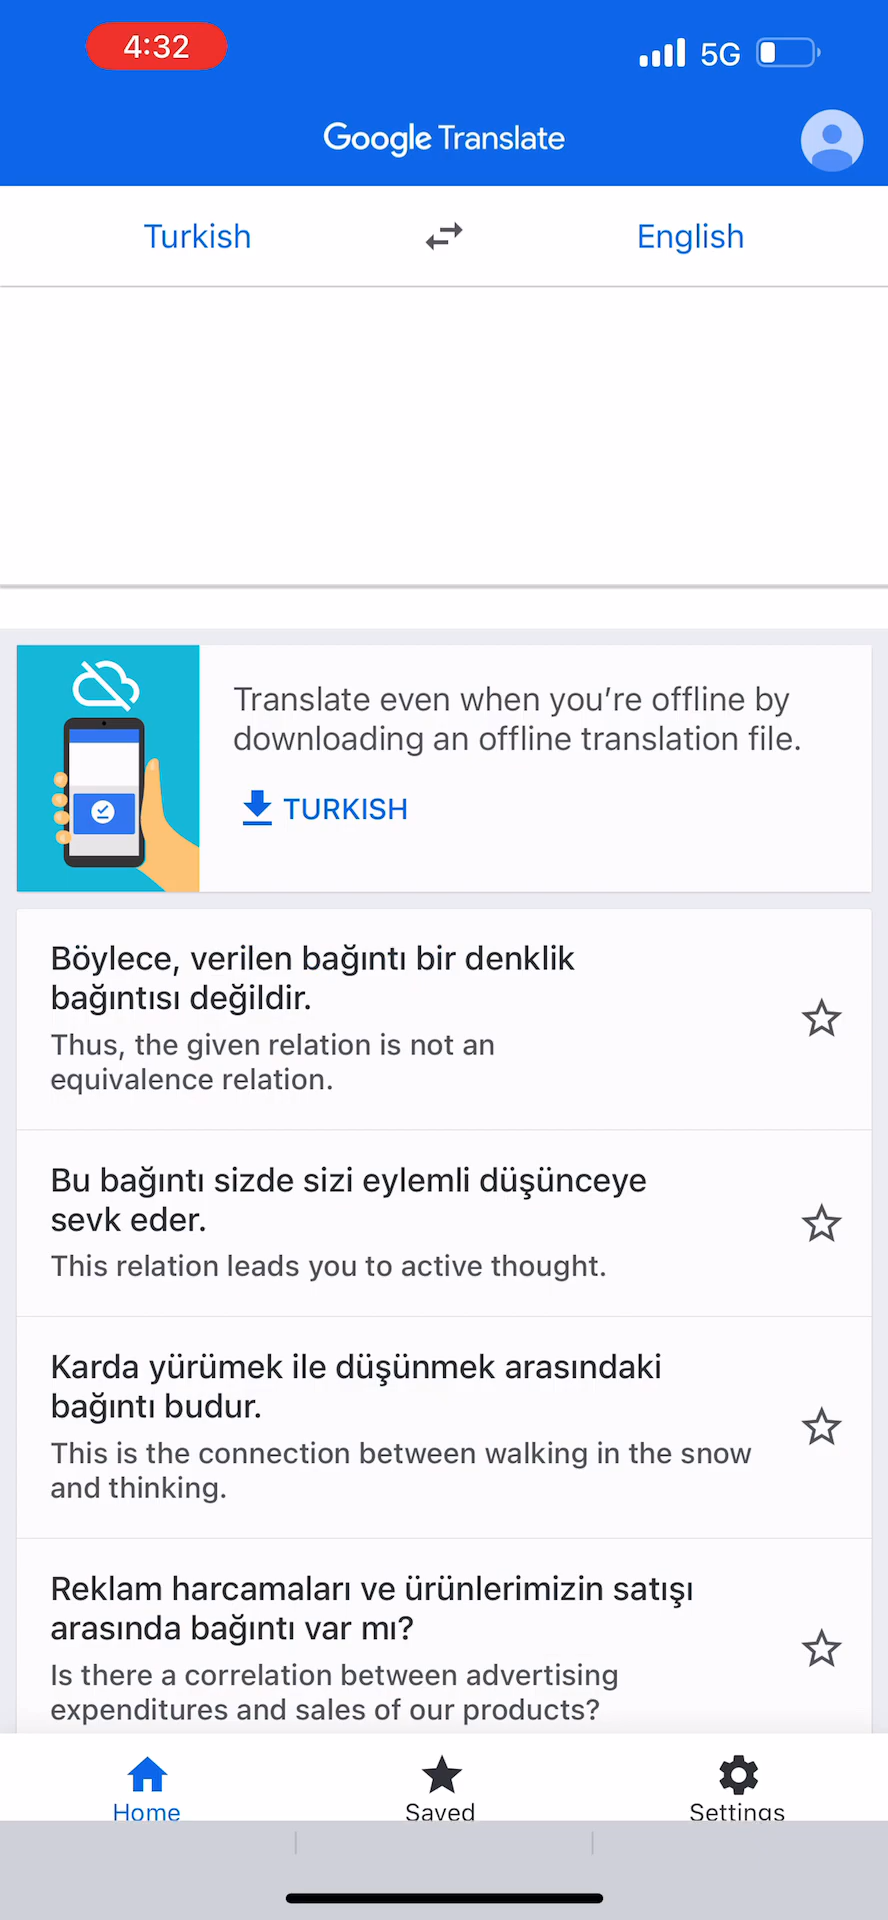 4:32
5G
Google Translate
Turkish
English
Translate even when you're offline by
downloading an offline translation file.
TURKISH
Böylece, verilen bağıntı bir denklik
bağıntısı değildir.
Thus, the given relation is not an
equivalence relation.
Bu bağıntı sizde sizi eylemli düşünceye
sevk eder.
This relation leads you to active thought.
Karda yürümek ile düşünmek arasındaki
bağıntı budur.
This is the connection between walking in the snow
and thinking.
Reklam harcamaları ve ürünlerimizin satışı
arasında bağıntı var mı?
Is there a correlation between advertising
expenditures and sales of our products?
Home
Saved
Settings